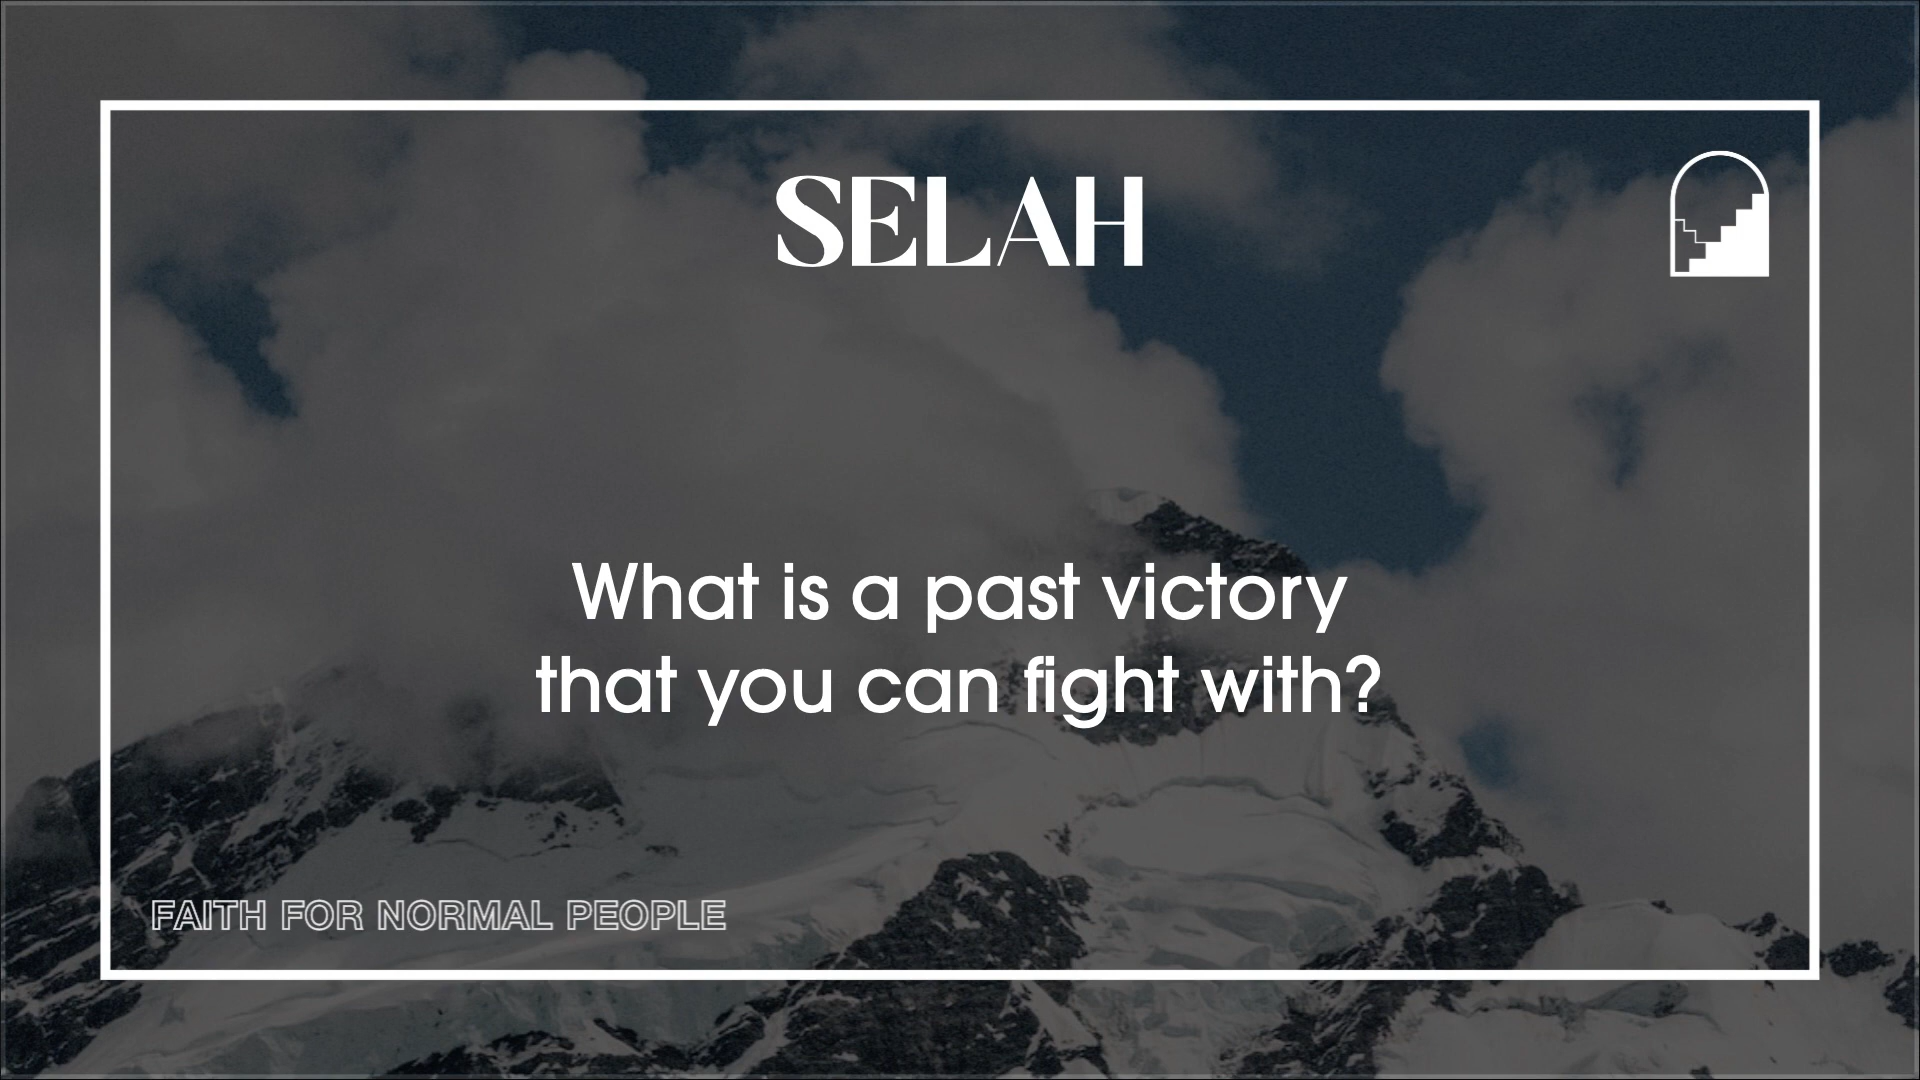 SELAH
What is a past victory
that you can fight with?
FAITH FOR NORMAL PEOPLE